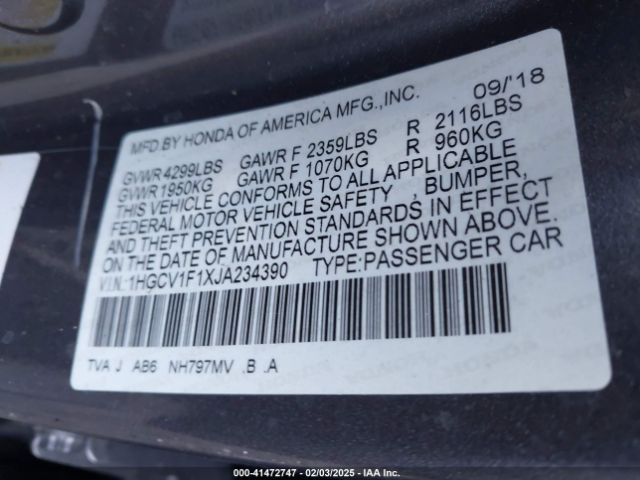 MFD.BY HONDA OF AMERICA MFG.,INC. 09/'18
GVWR 4299LBS GAWR F 2359LBS R 2116LBS
GVWR 1950KG GAWR F 1070KG R 960KG
THIS VEHICLE CONFORMS TO ALL APPLICABLE
FEDERAL MOTOR VEHICLE SAFETY , BUMPER,
AND THEFT PREVENTION STANDARDS IN EFFECT
ON THE DATE OF MANUFACTURE SHOWN ABOVE.
V.I.N.:1HGCV1F1XJA234390 TYPE:PASSENGER CAR
TVA J AB6 NH797MV .B .A
000-41472747 - 02/03/2025 - IAA Inc.